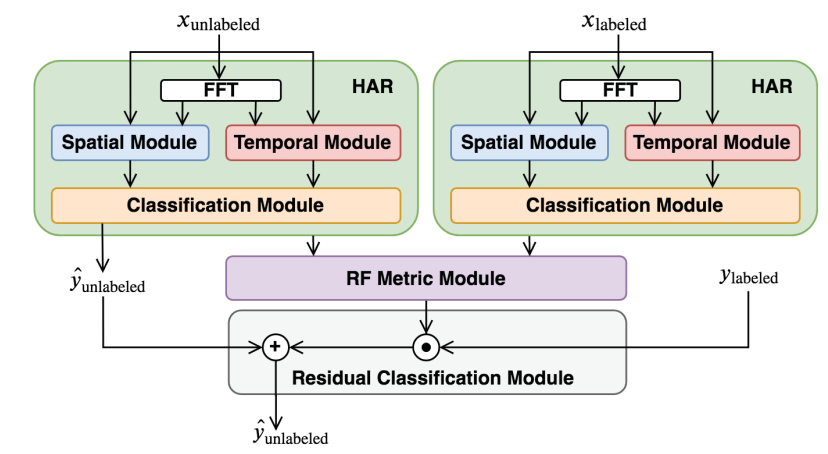 x_unlabeled x_labeled
FFT HAR FFT HAR
Spatial Module Temporal Module Spatial Module Temporal Module
Classification Module Classification Module
ŷ_unlabeled RF Metric Module y_labeled
+ •
Residual Classification Module
ŷ_unlabeled